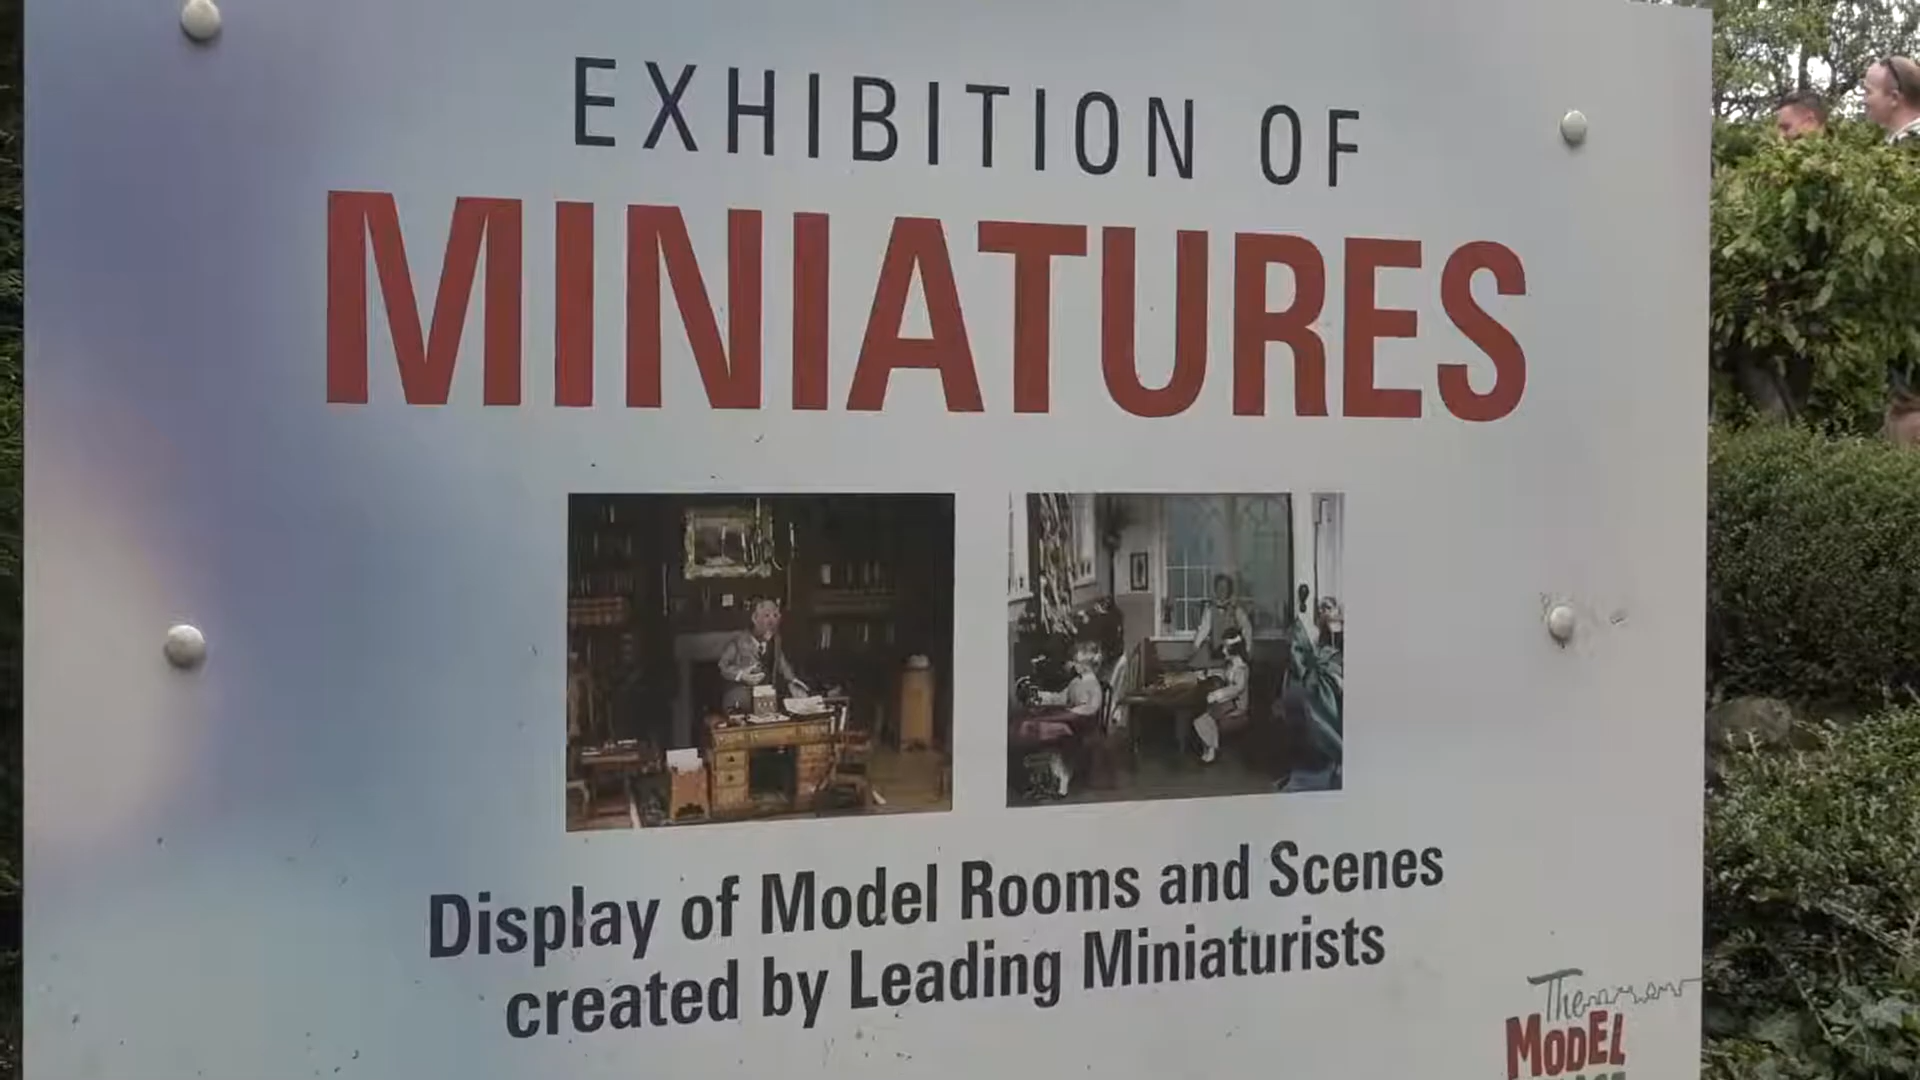 EXHIBITION OF
MINIATURES
Display of Model Rooms and Scenes
created by Leading Miniaturists
The
MODEL